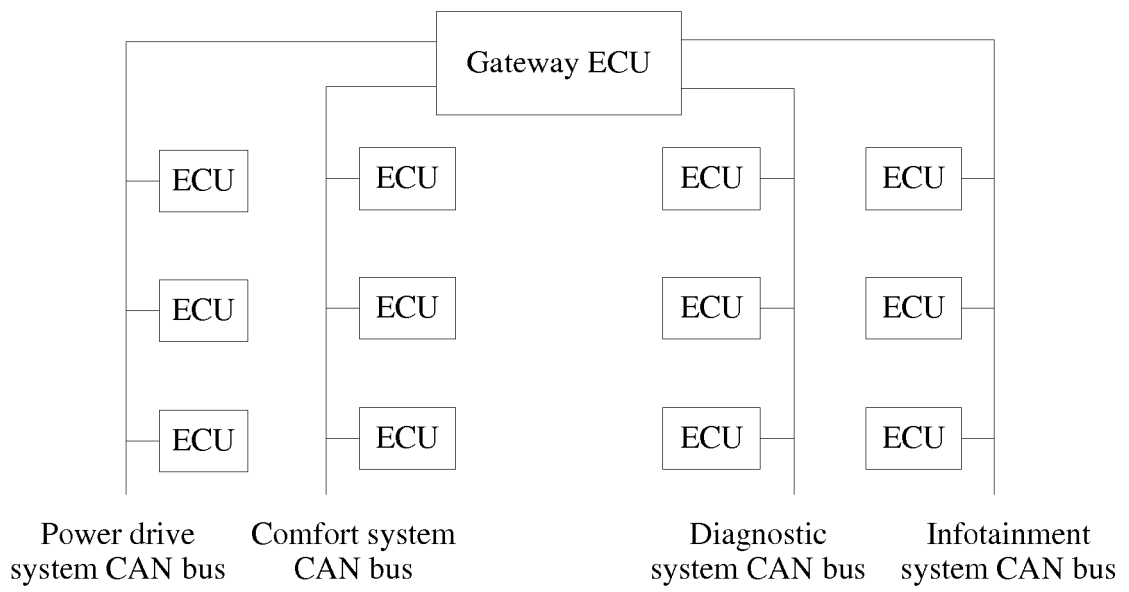 Gateway ECU
ECU
ECU
ECU
ECU
ECU
ECU
ECU
ECU
ECU
ECU
ECU
ECU
Power drive
system CAN bus
Comfort system
CAN bus
Diagnostic
system CAN bus
Infotainment
system CAN bus